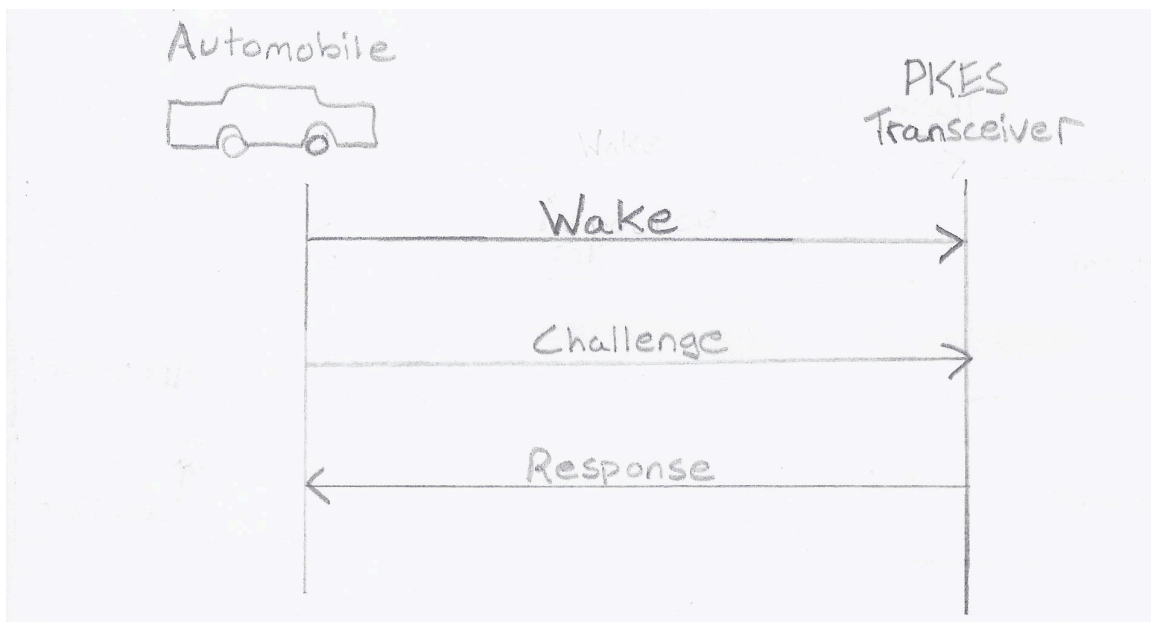 Automobile
PKES
Transceiver
Wake
Challenge
Response